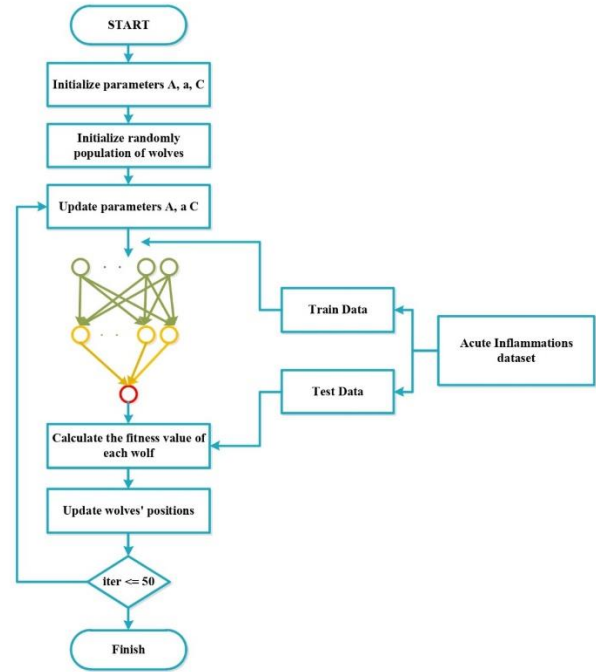 START
Initialize parameters A, a, C
Initialize randomly
population of wolves
Update parameters A, a C
Train Data
Acute Inflammations
dataset
Test Data
Calculate the fitness value of
each wolf
Update wolves' positions
iter <= 50
Finish